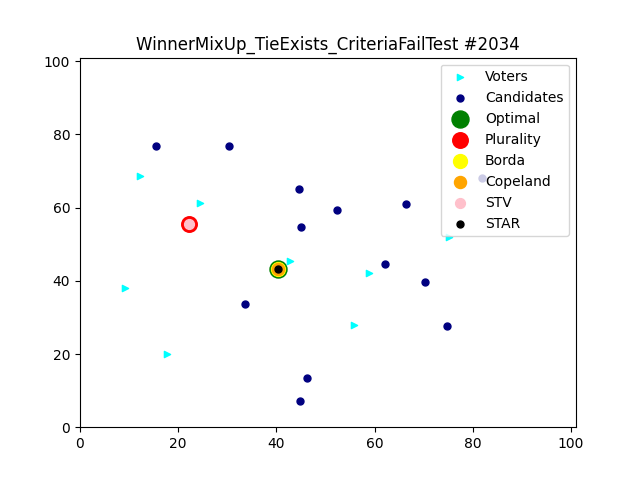 WinnerMixUp_TieExists_CriteriaFailTest #2034
100
80
60
40
20
0
0 20 40 60 80 100
Voters
Candidates
Optimal
Plurality
Borda
Copeland
STV
STAR